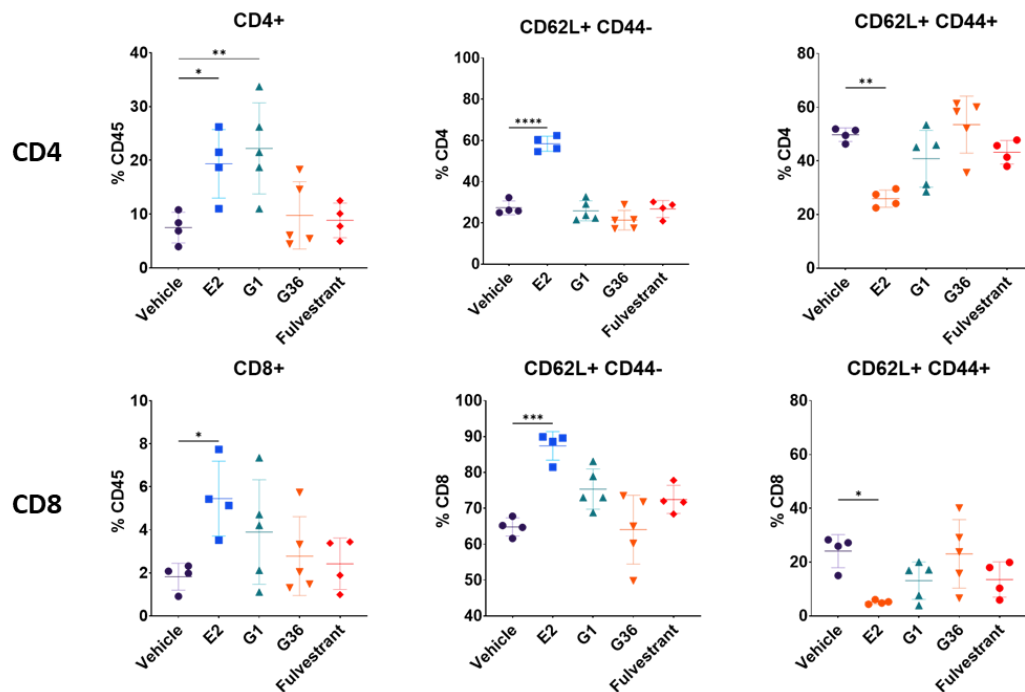 CD4
CD4+
% CD45
40
30
20
10
0
**
*
Vehicle
E2
G1
G36
Fulvestrant
CD62L+ CD44-
% CD4
100
80
60
40
20
0
****
Vehicle
E2
G1
G36
Fulvestrant
CD62L+ CD44+
% CD4
80
60
40
20
0
**
Vehicle
E2
G1
G36
Fulvestrant
CD8
CD8+
% CD45
10
8
6
4
2
0
*
Vehicle
E2
G1
G36
Fulvestrant
CD62L+ CD44-
% CD8
100
90
80
70
60
50
40
***
Vehicle
E2
G1
G36
Fulvestrant
CD62L+ CD44+
% CD8
80
60
40
20
0
*
Vehicle
E2
G1
G36
Fulvestrant